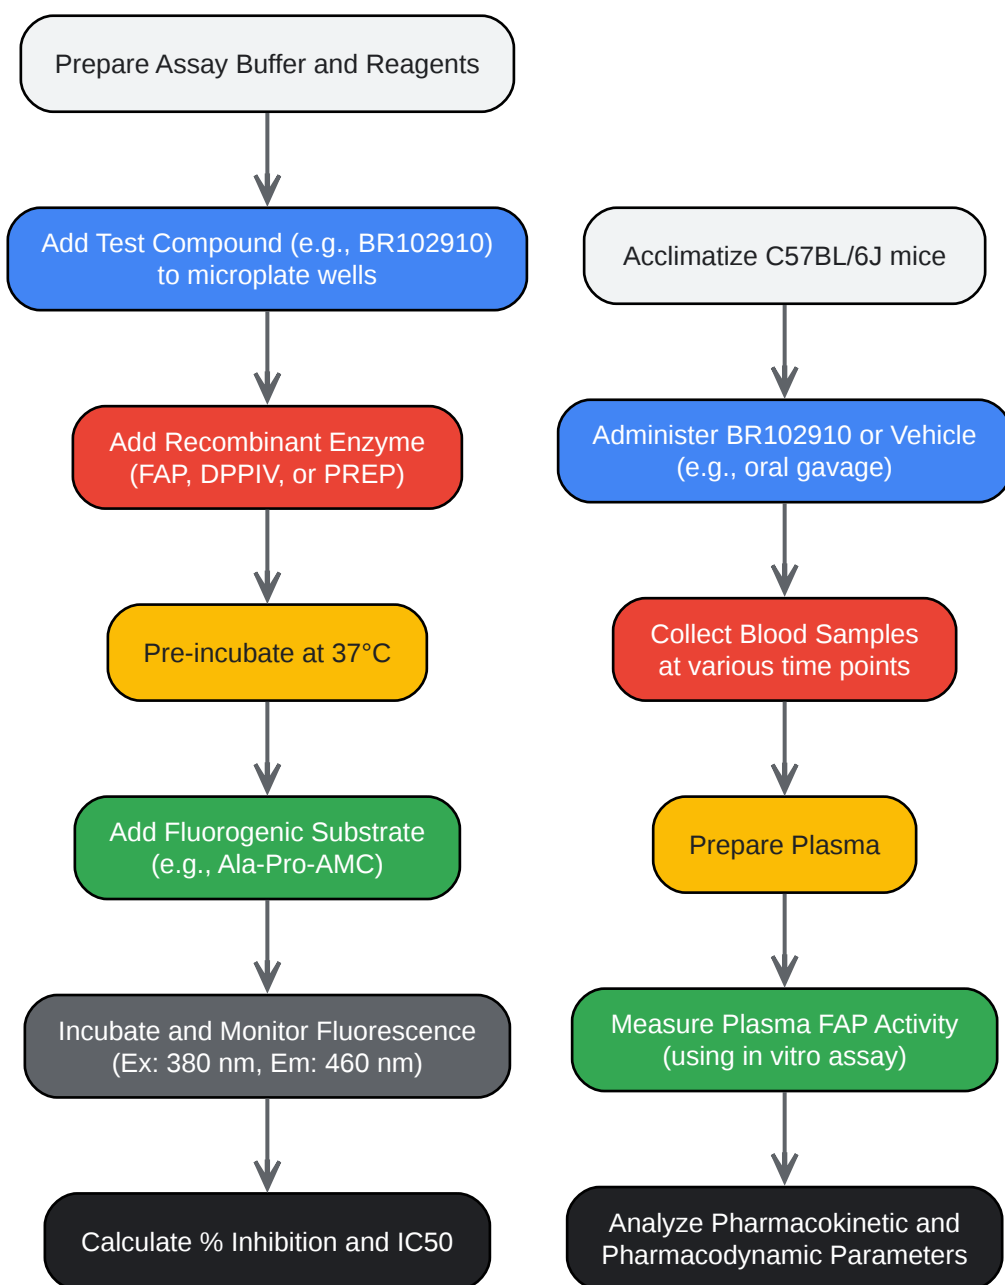 Prepare Assay Buffer and Reagents
Add Test Compound (e.g., BR102910)
to microplate wells
Add Recombinant Enzyme
(FAP, DPPIV, or PREP)
Pre-incubate at 37°C
Add Fluorogenic Substrate
(e.g., Ala-Pro-AMC)
Incubate and Monitor Fluorescence
(Ex: 380 nm, Em: 460 nm)
Calculate % Inhibition and IC50
Acclimatize C57BL/6J mice
Administer BR102910 or Vehicle
(e.g., oral gavage)
Collect Blood Samples
at various time points
Prepare Plasma
Measure Plasma FAP Activity
(using in vitro assay)
Analyze Pharmacokinetic and
Pharmacodynamic Parameters